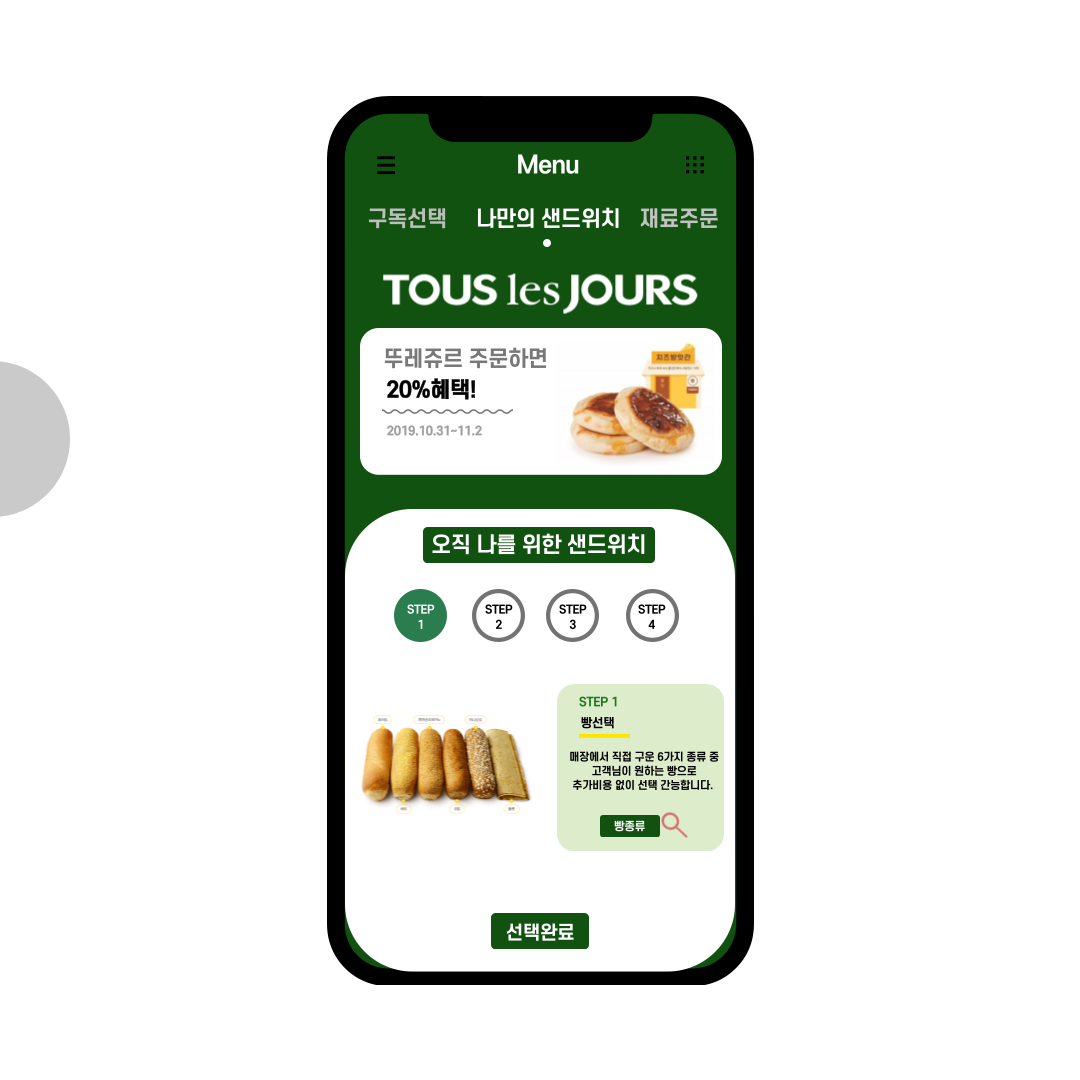 Menu
구독선택 나만의 샌드위치 재료주문
TOUS les JOURS
뚜레쥬르 주문하면
20%혜택!
2019.10.31~11.2
치즈방앗간
오직 나를 위한 샌드위치
STEP
1
STEP
2
STEP
3
STEP
4
STEP 1
빵선택
매장에서 직접 구운 6가지 종류 중
고객님이 원하는 빵으로
추가비용 없이 선택 간능합니다.
빵종류
선택완료